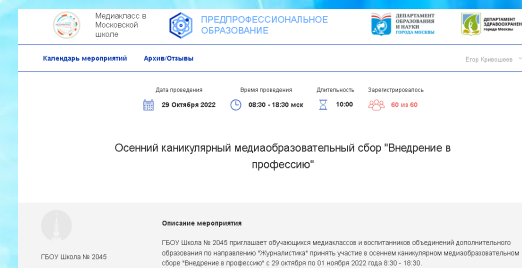 Медиакласс в
Московской
школе
ПРЕДПРОФЕССИОНАЛЬНОЕ
ОБРАЗОВАНИЕ
ДЕПАРТАМЕНТ
ОБРАЗОВАНИЯ
И НАУКИ
ГОРОДА МОСКВЫ
ДЕПАРТАМЕНТ
ЗДРАВООХРАНЕН
города Москвы
Календарь мероприятий Архив/Отзывы Егор Кривошеев
Дата проведения Время проведения Длительность Зарегистрировалось
29 Октября 2022 08:30 - 18:30 мск 10:00 60 из 60
Осенний каникулярный медиаобразовательный сбор "Внедрение в
профессию"
Описание мероприятия
ГБОУ Школа № 2045
ГБОУ Школа № 2045 приглашает обучающихся медиаклассов и воспитанников объединений дополнительного
образования по направлению "Журналистика" принять участие в осеннем каникулярном медиаобразовательном
сборе "Внедрение в профессию" с 29 октября по 01 ноября 2022 года 8:30 - 18:30.